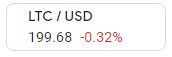 LTC / USD
199.68 -0.32%